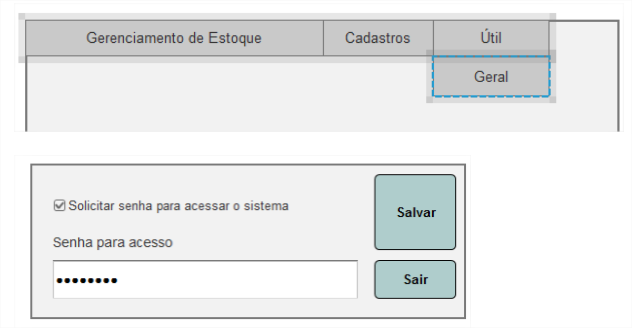 Gerenciamento de Estoque Cadastros Útil
Geral
Solicitar senha para acessar o sistema
Salvar
Senha para acesso
••••••••
Sair